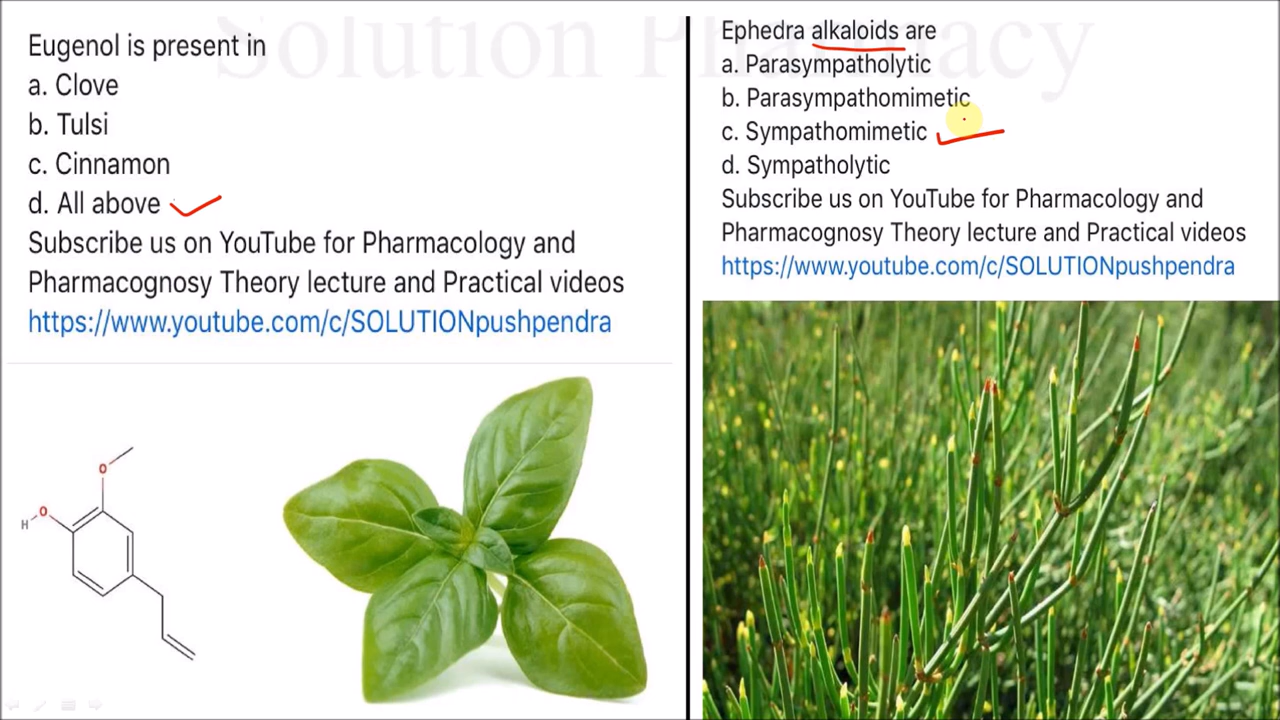 Solution Pharmacy
Eugenol is present in
a. Clove
b. Tulsi
c. Cinnamon
d. All above
Subscribe us on YouTube for Pharmacology and
Pharmacognosy Theory lecture and Practical videos
https://www.youtube.com/c/SOLUTIONpushpendra
H
O
O
Ephedra alkaloids are
a. Parasympatholytic
b. Parasympathomimetic
c. Sympathomimetic
d. Sympatholytic
Subscribe us on YouTube for Pharmacology and
Pharmacognosy Theory lecture and Practical videos
https://www.youtube.com/c/SOLUTIONpushpendra